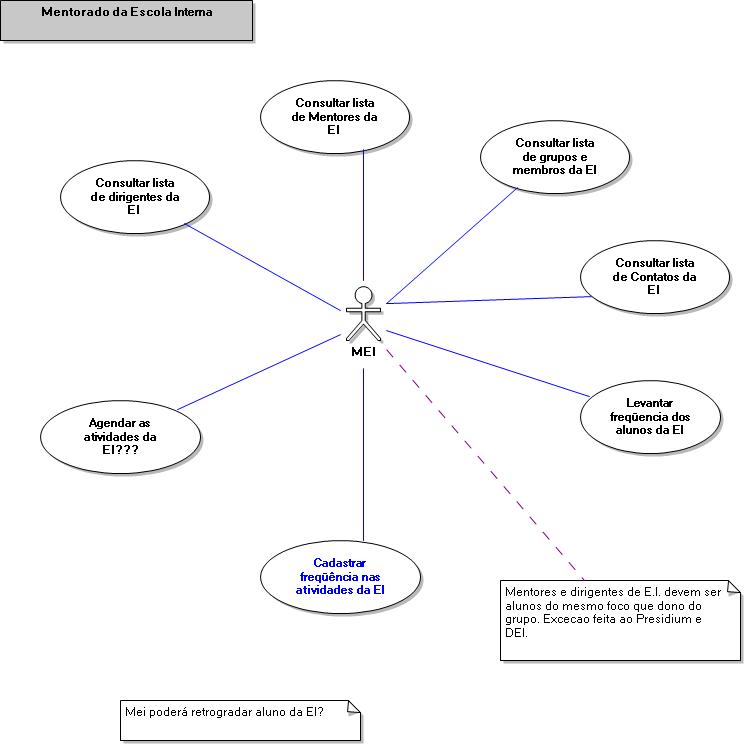 Mentorado da Escola Interna
Consultar lista
de Mentores da
EI
Consultar lista
de grupos e
membros da EI
Consultar lista
de dirigentes da
EI
Consultar lista
de Contatos da
EI
MEI
Levantar
freqüencia dos
alunos da EI
Agendar as
atividades da
EI???
Cadastrar
freqüência nas
atividades da EI
Mentores e dirigentes de E.I. devem ser
alunos do mesmo foco que dono do
grupo. Excecao feita ao Presidium e
DEI.
Mei poderá retrogradar aluno da EI?